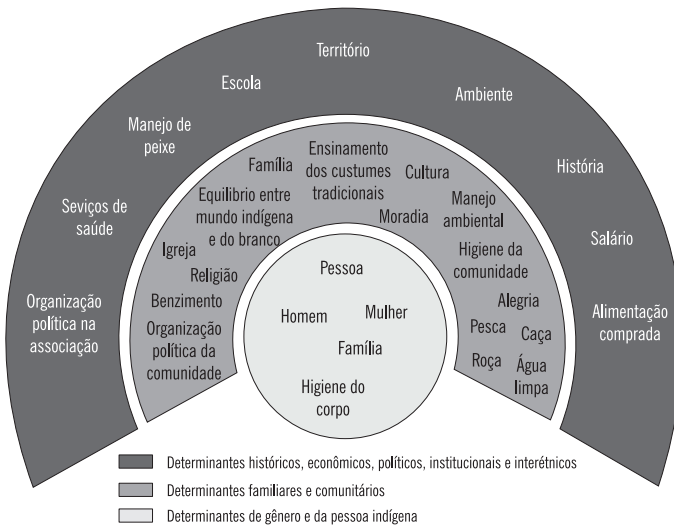 Território
Escola
Ambiente
Manejo de
peixe
História
Seviços de
saúde
Salário
Organização
política na
associação
Alimentação
comprada
Família
Ensinamento
dos custumes
tradicionais
Cultura
Equilibrio entre
mundo indígena
e do branco
Moradia
Manejo
ambiental
Igreja
Higiene da
comunidade
Religião
Benzimento
Alegria
Organização
política da
comunidade
Pesca
Caça
Roça
Água
limpa
Pessoa
Homem
Mulher
Família
Higiene do
corpo
Determinantes históricos, econômicos, políticos, institucionais e interétnicos
Determinantes familiares e comunitários
Determinantes de gênero e da pessoa indígena